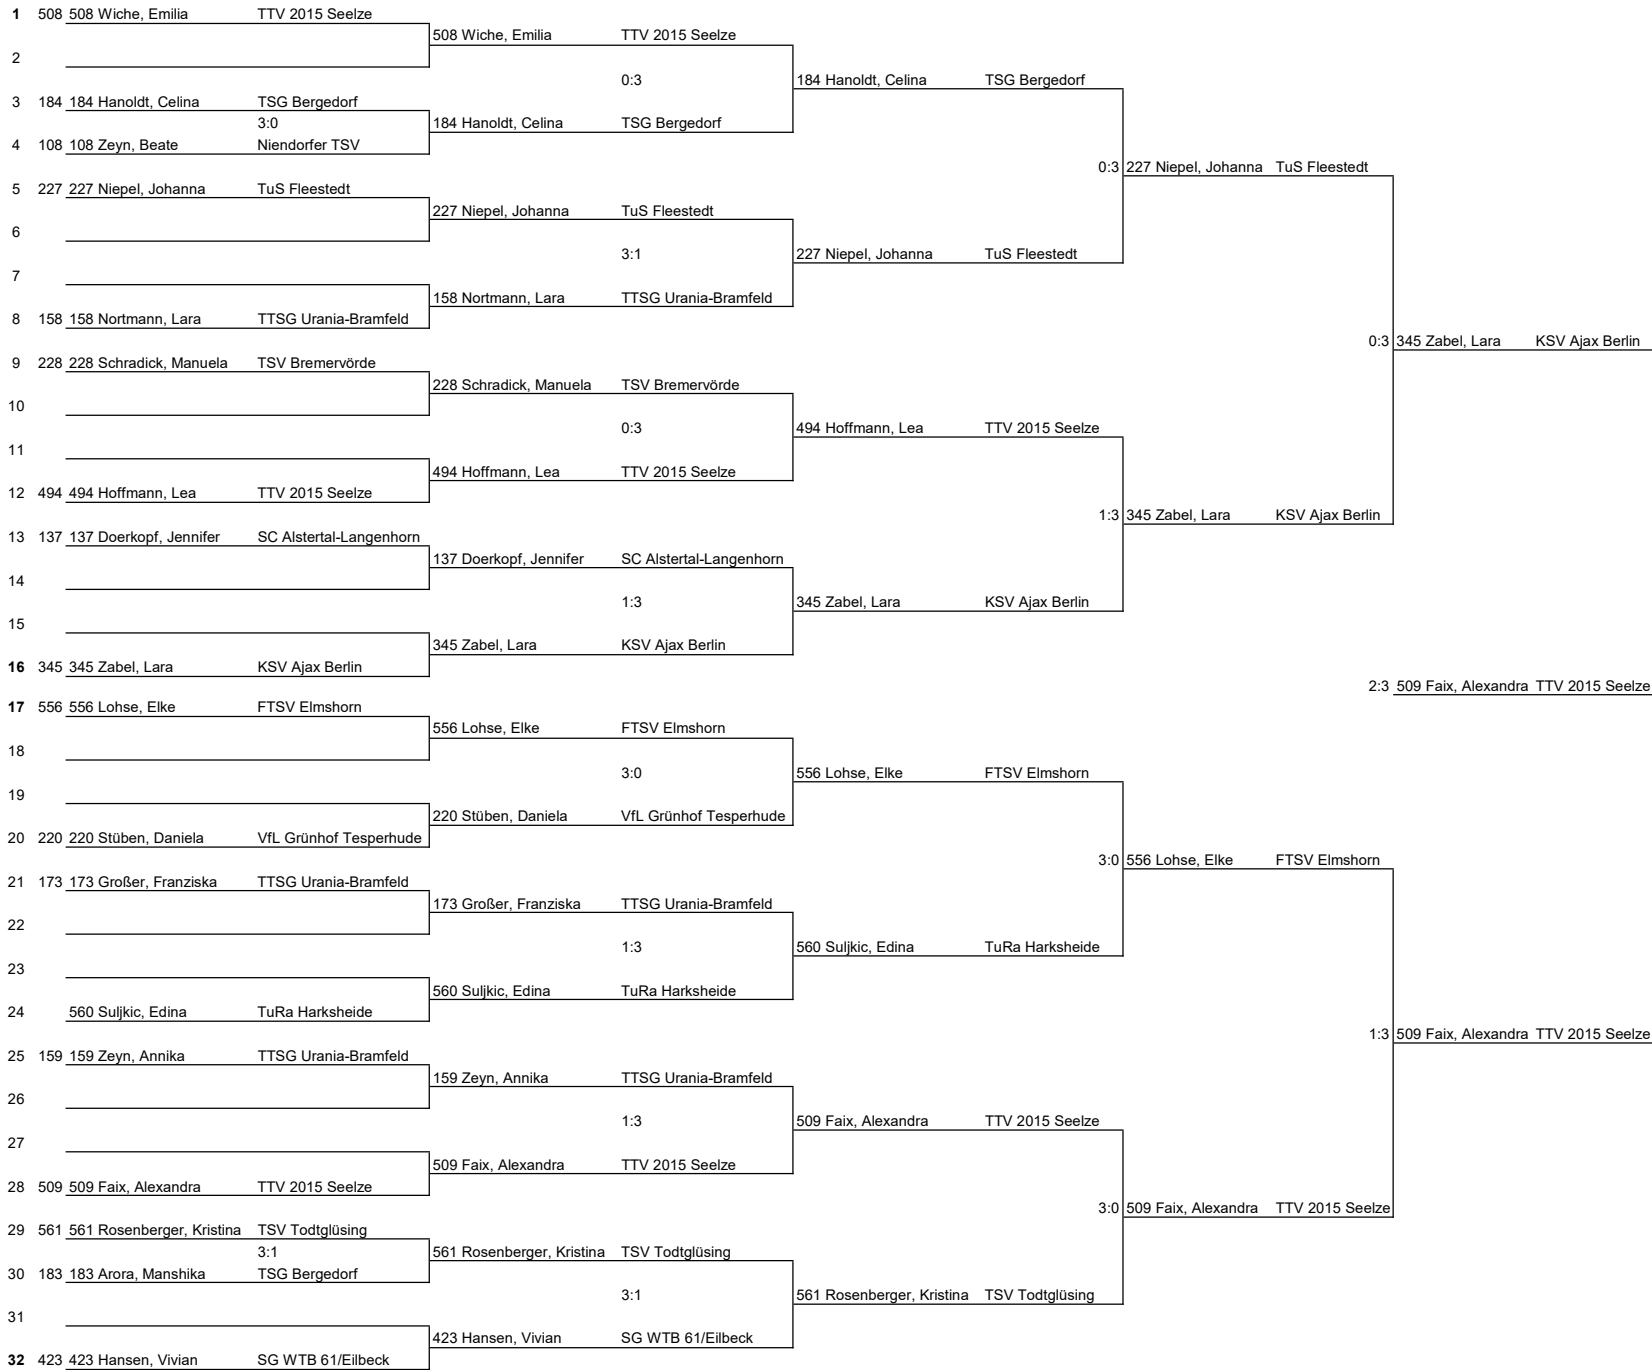 1 508 508 Wiche, Emilia TTV 2015 Seelze
508 Wiche, Emilia TTV 2015 Seelze
2
0:3 184 Hanoldt, Celina TSG Bergedorf
3 184 184 Hanoldt, Celina TSG Bergedorf
3:0 184 Hanoldt, Celina TSG Bergedorf
4 108 108 Zeyn, Beate Niendorfer TSV
0:3 227 Niepel, Johanna TuS Fleestedt
5 227 227 Niepel, Johanna TuS Fleestedt
227 Niepel, Johanna TuS Fleestedt
6
3:1 227 Niepel, Johanna TuS Fleestedt
7
158 Nortmann, Lara TTSG Urania-Bramfeld
8 158 158 Nortmann, Lara TTSG Urania-Bramfeld
0:3 345 Zabel, Lara KSV Ajax Berlin
9 228 228 Schradick, Manuela TSV Bremervörde
228 Schradick, Manuela TSV Bremervörde
10
0:3 494 Hoffmann, Lea TTV 2015 Seelze
11
494 Hoffmann, Lea TTV 2015 Seelze
12 494 494 Hoffmann, Lea TTV 2015 Seelze
1:3 345 Zabel, Lara KSV Ajax Berlin
13 137 137 Doerkopf, Jennifer SC Alstertal-Langenhorn
137 Doerkopf, Jennifer SC Alstertal-Langenhorn
14
1:3 345 Zabel, Lara KSV Ajax Berlin
15
345 Zabel, Lara KSV Ajax Berlin
16 345 345 Zabel, Lara KSV Ajax Berlin
2:3 509 Faix, Alexandra TTV 2015 Seelze
17 556 556 Lohse, Elke FTSV Elmshorn
556 Lohse, Elke FTSV Elmshorn
18
3:0 556 Lohse, Elke FTSV Elmshorn
19
220 Stüben, Daniela VfL Grünhof Tesperhude
20 220 220 Stüben, Daniela VfL Grünhof Tesperhude
3:0 556 Lohse, Elke FTSV Elmshorn
21 173 173 Großer, Franziska TTSG Urania-Bramfeld
173 Großer, Franziska TTSG Urania-Bramfeld
22
1:3 560 Suljkic, Edina TuRa Harksheide
23
560 Suljkic, Edina TuRa Harksheide
24 560 Suljkic, Edina TuRa Harksheide
1:3 509 Faix, Alexandra TTV 2015 Seelze
25 159 159 Zeyn, Annika TTSG Urania-Bramfeld
159 Zeyn, Annika TTSG Urania-Bramfeld
26
1:3 509 Faix, Alexandra TTV 2015 Seelze
27
509 Faix, Alexandra TTV 2015 Seelze
28 509 509 Faix, Alexandra TTV 2015 Seelze
3:0 509 Faix, Alexandra TTV 2015 Seelze
29 561 561 Rosenberger, Kristina TSV Todtglüsing
3:1 561 Rosenberger, Kristina TSV Todtglüsing
30 183 183 Arora, Manshika TSG Bergedorf
3:1 561 Rosenberger, Kristina TSV Todtglüsing
31
423 Hansen, Vivian SG WTB 61/Eilbeck
32 423 423 Hansen, Vivian SG WTB 61/Eilbeck